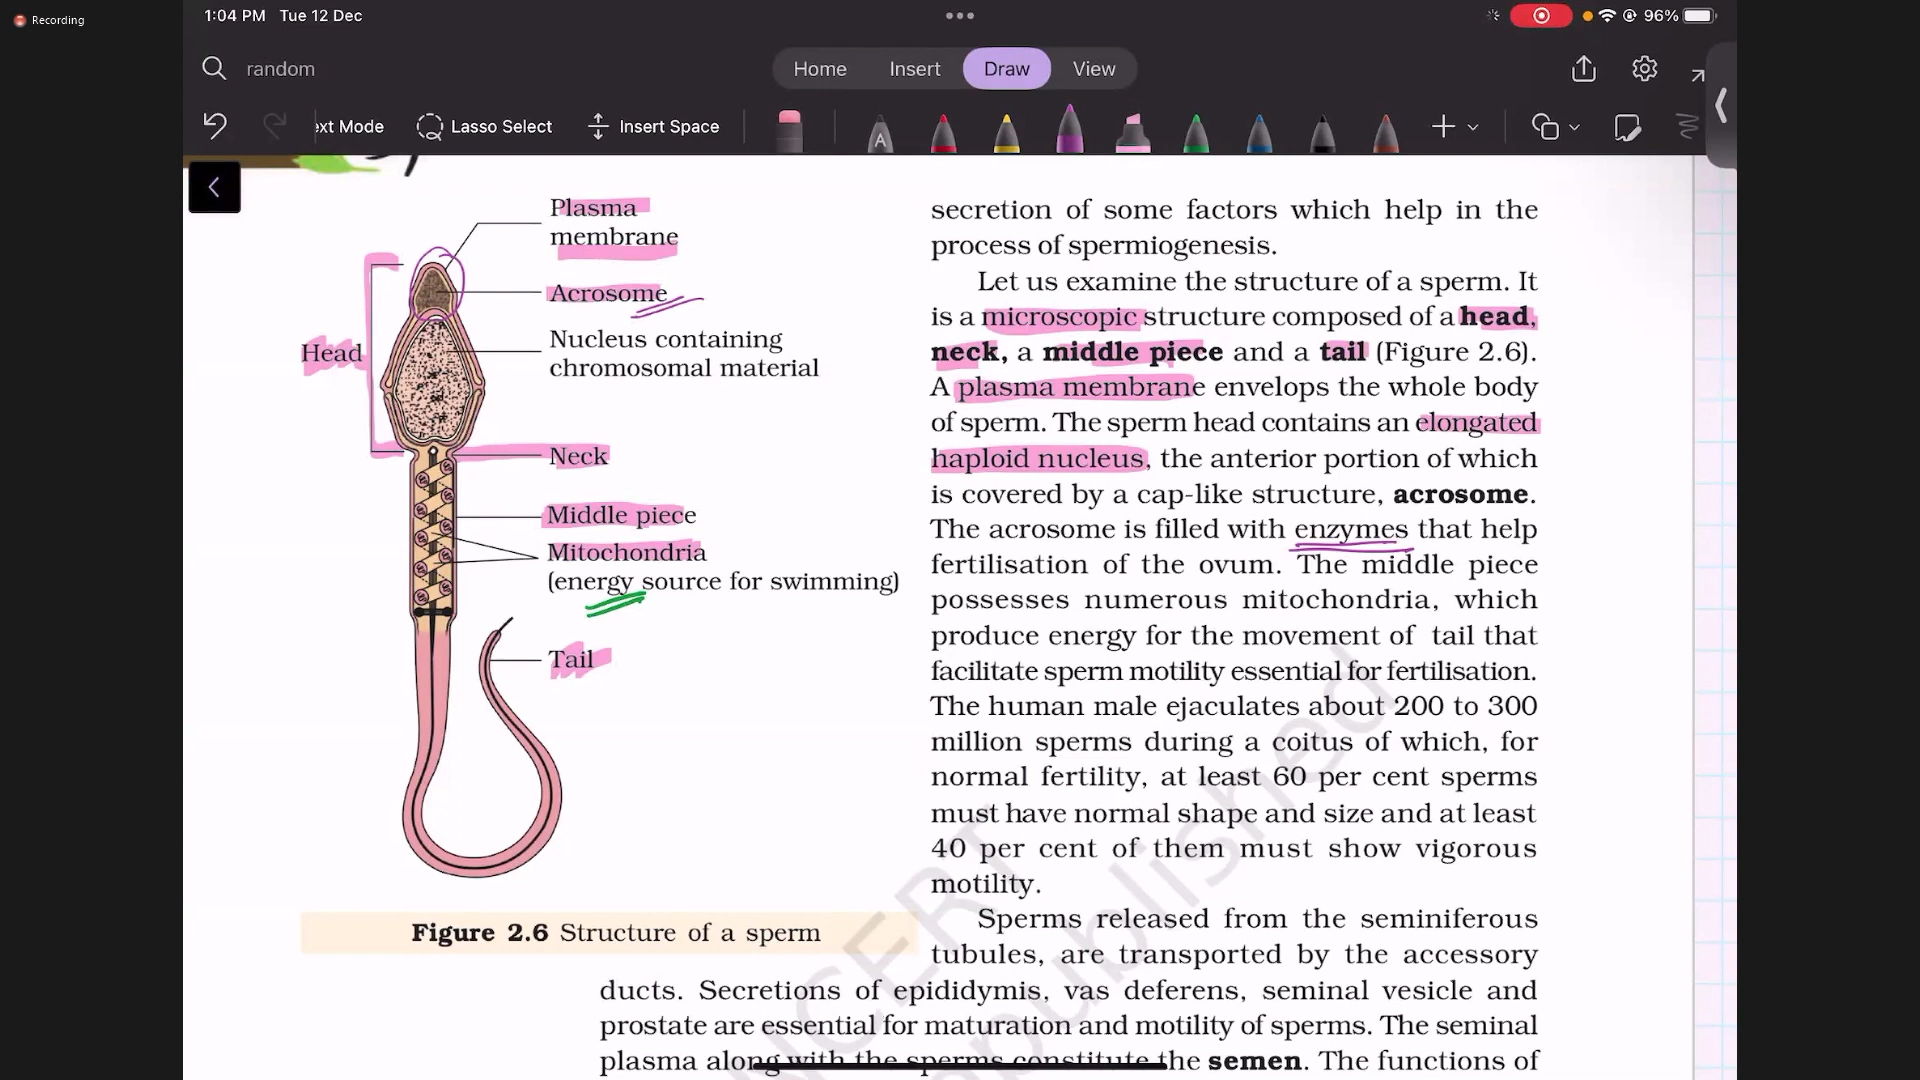 Recording
1:04 PM Tue 12 Dec
96%
random
Home
Insert
Draw
View
ext Mode
Lasso Select
Insert Space
A
Plasma
membrane
Acrosome
Nucleus containing
chromosomal material
Head
Neck
Middle piece
Mitochondria
(energy source for swimming)
Tail
Figure 2.6 Structure of a sperm
secretion of some factors which help in the
process of spermiogenesis.
Let us examine the structure of a sperm. It
is a microscopic structure composed of a head,
neck, a middle piece and a tail (Figure 2.6).
A plasma membrane envelops the whole body
of sperm. The sperm head contains an elongated
haploid nucleus, the anterior portion of which
is covered by a cap-like structure, acrosome.
The acrosome is filled with enzymes that help
fertilisation of the ovum. The middle piece
possesses numerous mitochondria, which
produce energy for the movement of tail that
facilitate sperm motility essential for fertilisation.
The human male ejaculates about 200 to 300
million sperms during a coitus of which, for
normal fertility, at least 60 per cent sperms
must have normal shape and size and at least
40 per cent of them must show vigorous
motility.
Sperms released from the seminiferous
tubules, are transported by the accessory
ducts. Secretions of epididymis, vas deferens, seminal vesicle and
prostate are essential for maturation and motility of sperms. The seminal
plasma along with the sperms constitute the semen. The functions of
NCERT
republished